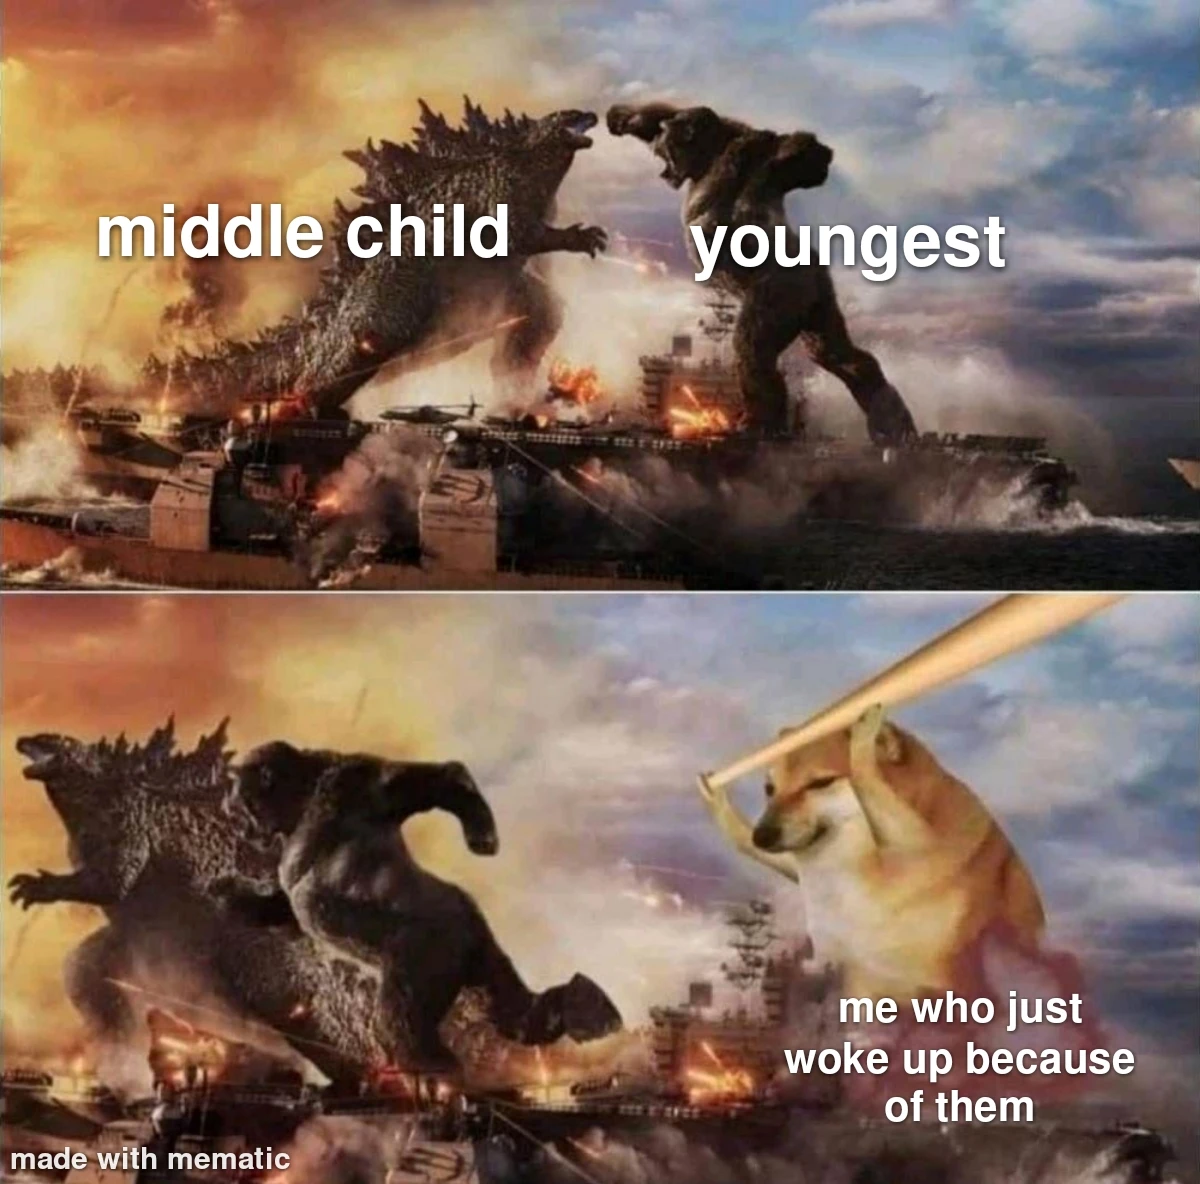 middle child
youngest
me who just
woke up because
of them
made with mematic